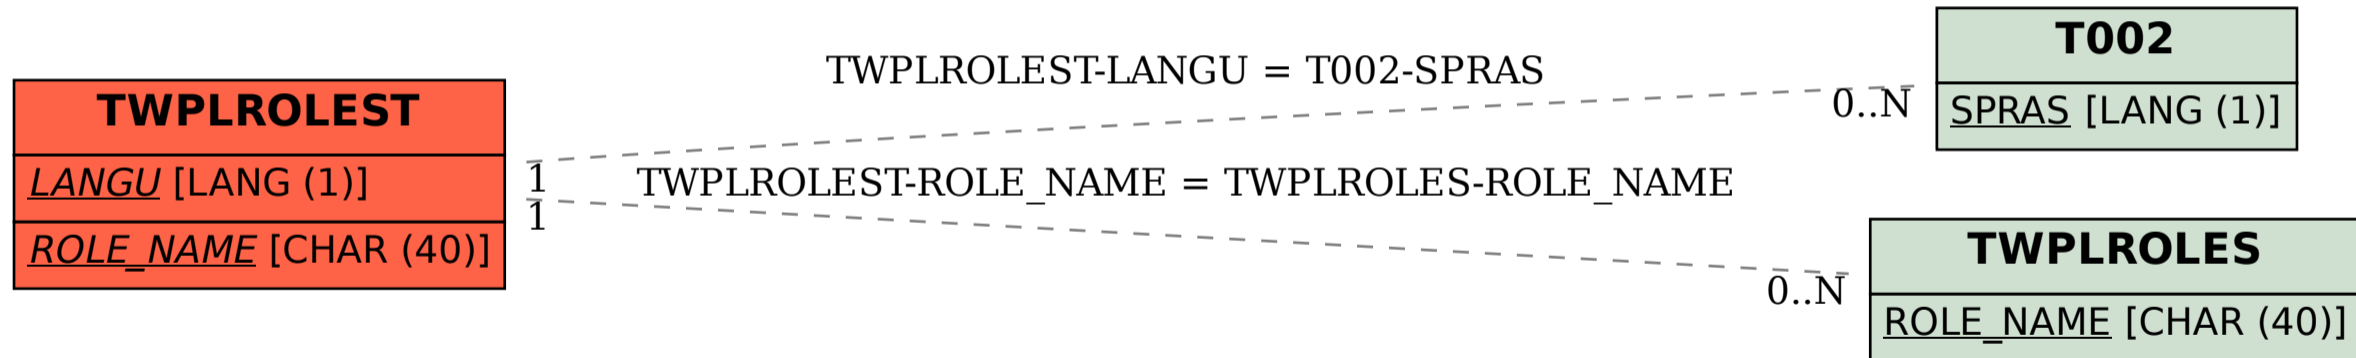 TWPLROLEST
LANGU [LANG (1)]
ROLE_NAME [CHAR (40)]
TWPLROLEST-LANGU = T002-SPRAS
1
0..N
TWPLROLEST-ROLE_NAME = TWPLROLES-ROLE_NAME
1
0..N
T002
SPRAS [LANG (1)]
TWPLROLES
ROLE_NAME [CHAR (40)]